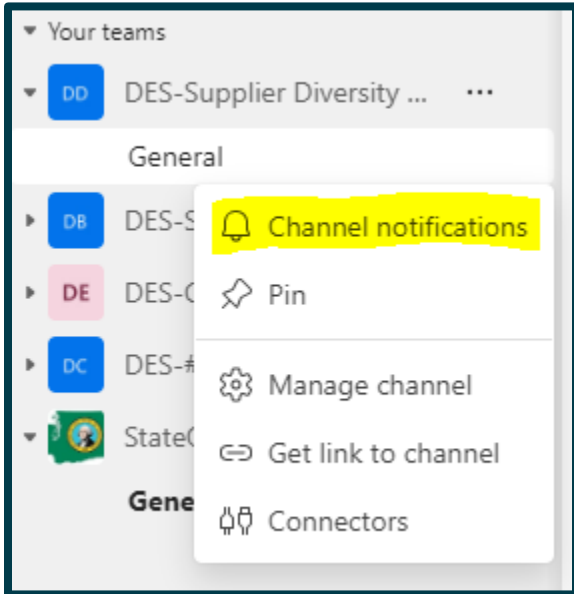 Your teams
DD DES-Supplier Diversity ... ...
General
DB DES-S
Channel notifications
DE DES-
Pin
DC DES-#
Manage channel
State
Get link to channel
Gene
Connectors